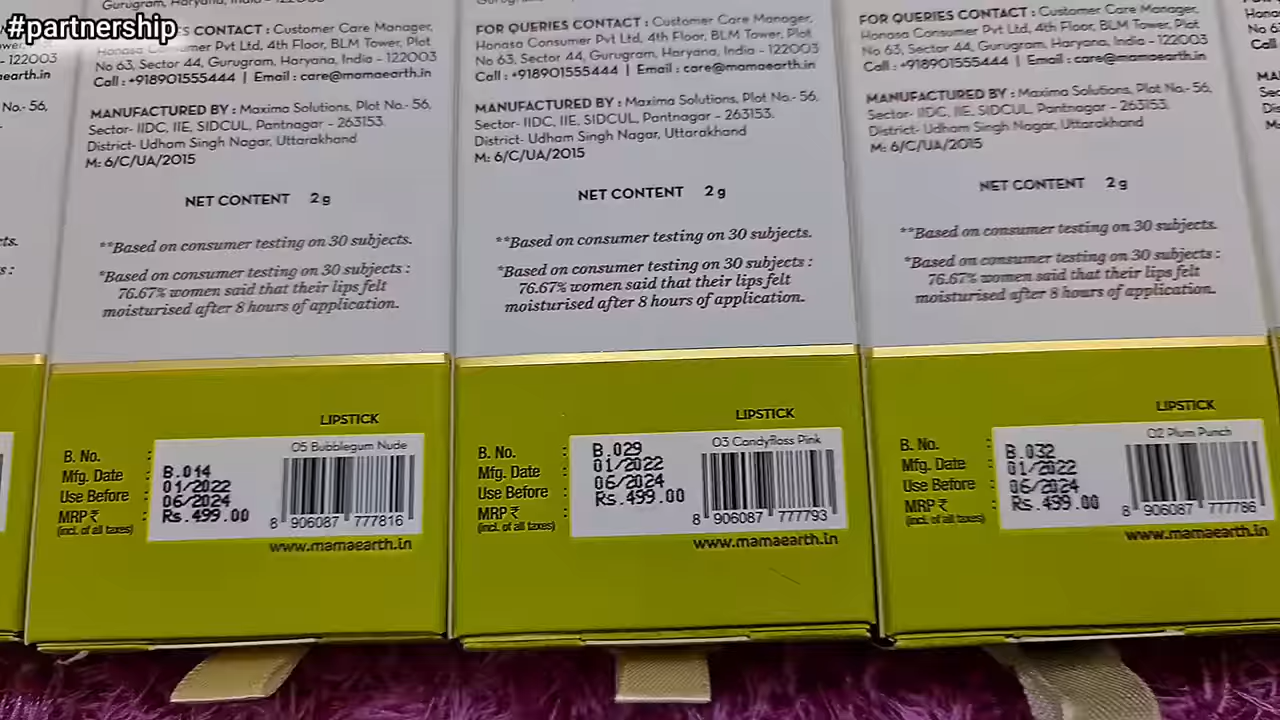 #partnership
Gurugram, Haryana, India -
CONTACT : Customer Care Manager,
Consumer Pvt Ltd, 4th Floor, BLM Tower, Plot
No 63, Sector 44, Gurugram, Haryana, India - 122003
Call : +918901555444 | Email : care@mamaearth.in
MANUFACTURED BY : Maxima Solutions, Plot No.- 56,
Sector- IIDC, IIE, SIDCUL, Pantnagar - 263153.
District- Udham Singh Nagar, Uttarakhand
M: 6/C/UA/2015
NET CONTENT 2 g
**Based on consumer testing on 30 subjects.
*Based on consumer testing on 30 subjects :
76.67% women said that their lips felt
moisturised after 8 hours of application.
LIPSTICK
05 Bubblegum Nude
B. No. : B.014
Mfg. Date : 01/2022
Use Before : 06/2024
MRP ₹ : Rs.499.00
(incl. of all taxes)
8 906087 777816
www.mamaearth.in
FOR QUERIES CONTACT : Customer Care Manager,
Honasa Consumer Pvt Ltd, 4th Floor, BLM Tower, Plot
No 63, Sector 44, Gurugram, Haryana, India - 122003
Call : +918901555444 | Email : care@mamaearth.in
MANUFACTURED BY : Maxima Solutions, Plot No.- 56,
Sector- IIDC, IIE, SIDCUL, Pantnagar - 263153.
District- Udham Singh Nagar, Uttarakhand
M: 6/C/UA/2015
NET CONTENT 2 g
**Based on consumer testing on 30 subjects.
*Based on consumer testing on 30 subjects :
76.67% women said that their lips felt
moisturised after 8 hours of application.
LIPSTICK
03 Candyfloss Pink
B. No. : B.029
Mfg. Date : 01/2022
Use Before : 06/2024
MRP ₹ : Rs.499.00
(incl. of all taxes)
8 906087 777793
www.mamaearth.in
FOR QUERIES CONTACT : Customer Care Manager,
Honasa Consumer Pvt Ltd, 4th Floor, BLM Tower, Plot
No 63, Sector 44, Gurugram, Haryana, India - 122003
Call : +918901555444 | Email : care@mamaearth.in
MANUFACTURED BY : Maxima Solutions, Plot No.- 56,
Sector- IIDC, IIE, SIDCUL, Pantnagar - 263153.
District- Udham Singh Nagar, Uttarakhand
M: 6/C/UA/2015
NET CONTENT 2 g
**Based on consumer testing on 30 subjects.
*Based on consumer testing on 30 subjects :
76.67% women said that their lips felt
moisturised after 8 hours of application.
LIPSTICK
02 Plum Punch
B. No. : B.032
Mfg. Date : 01/2022
Use Before : 06/2024
MRP ₹ : Rs.499.00
(incl. of all taxes)
8 906087 777786
www.mamaearth.in